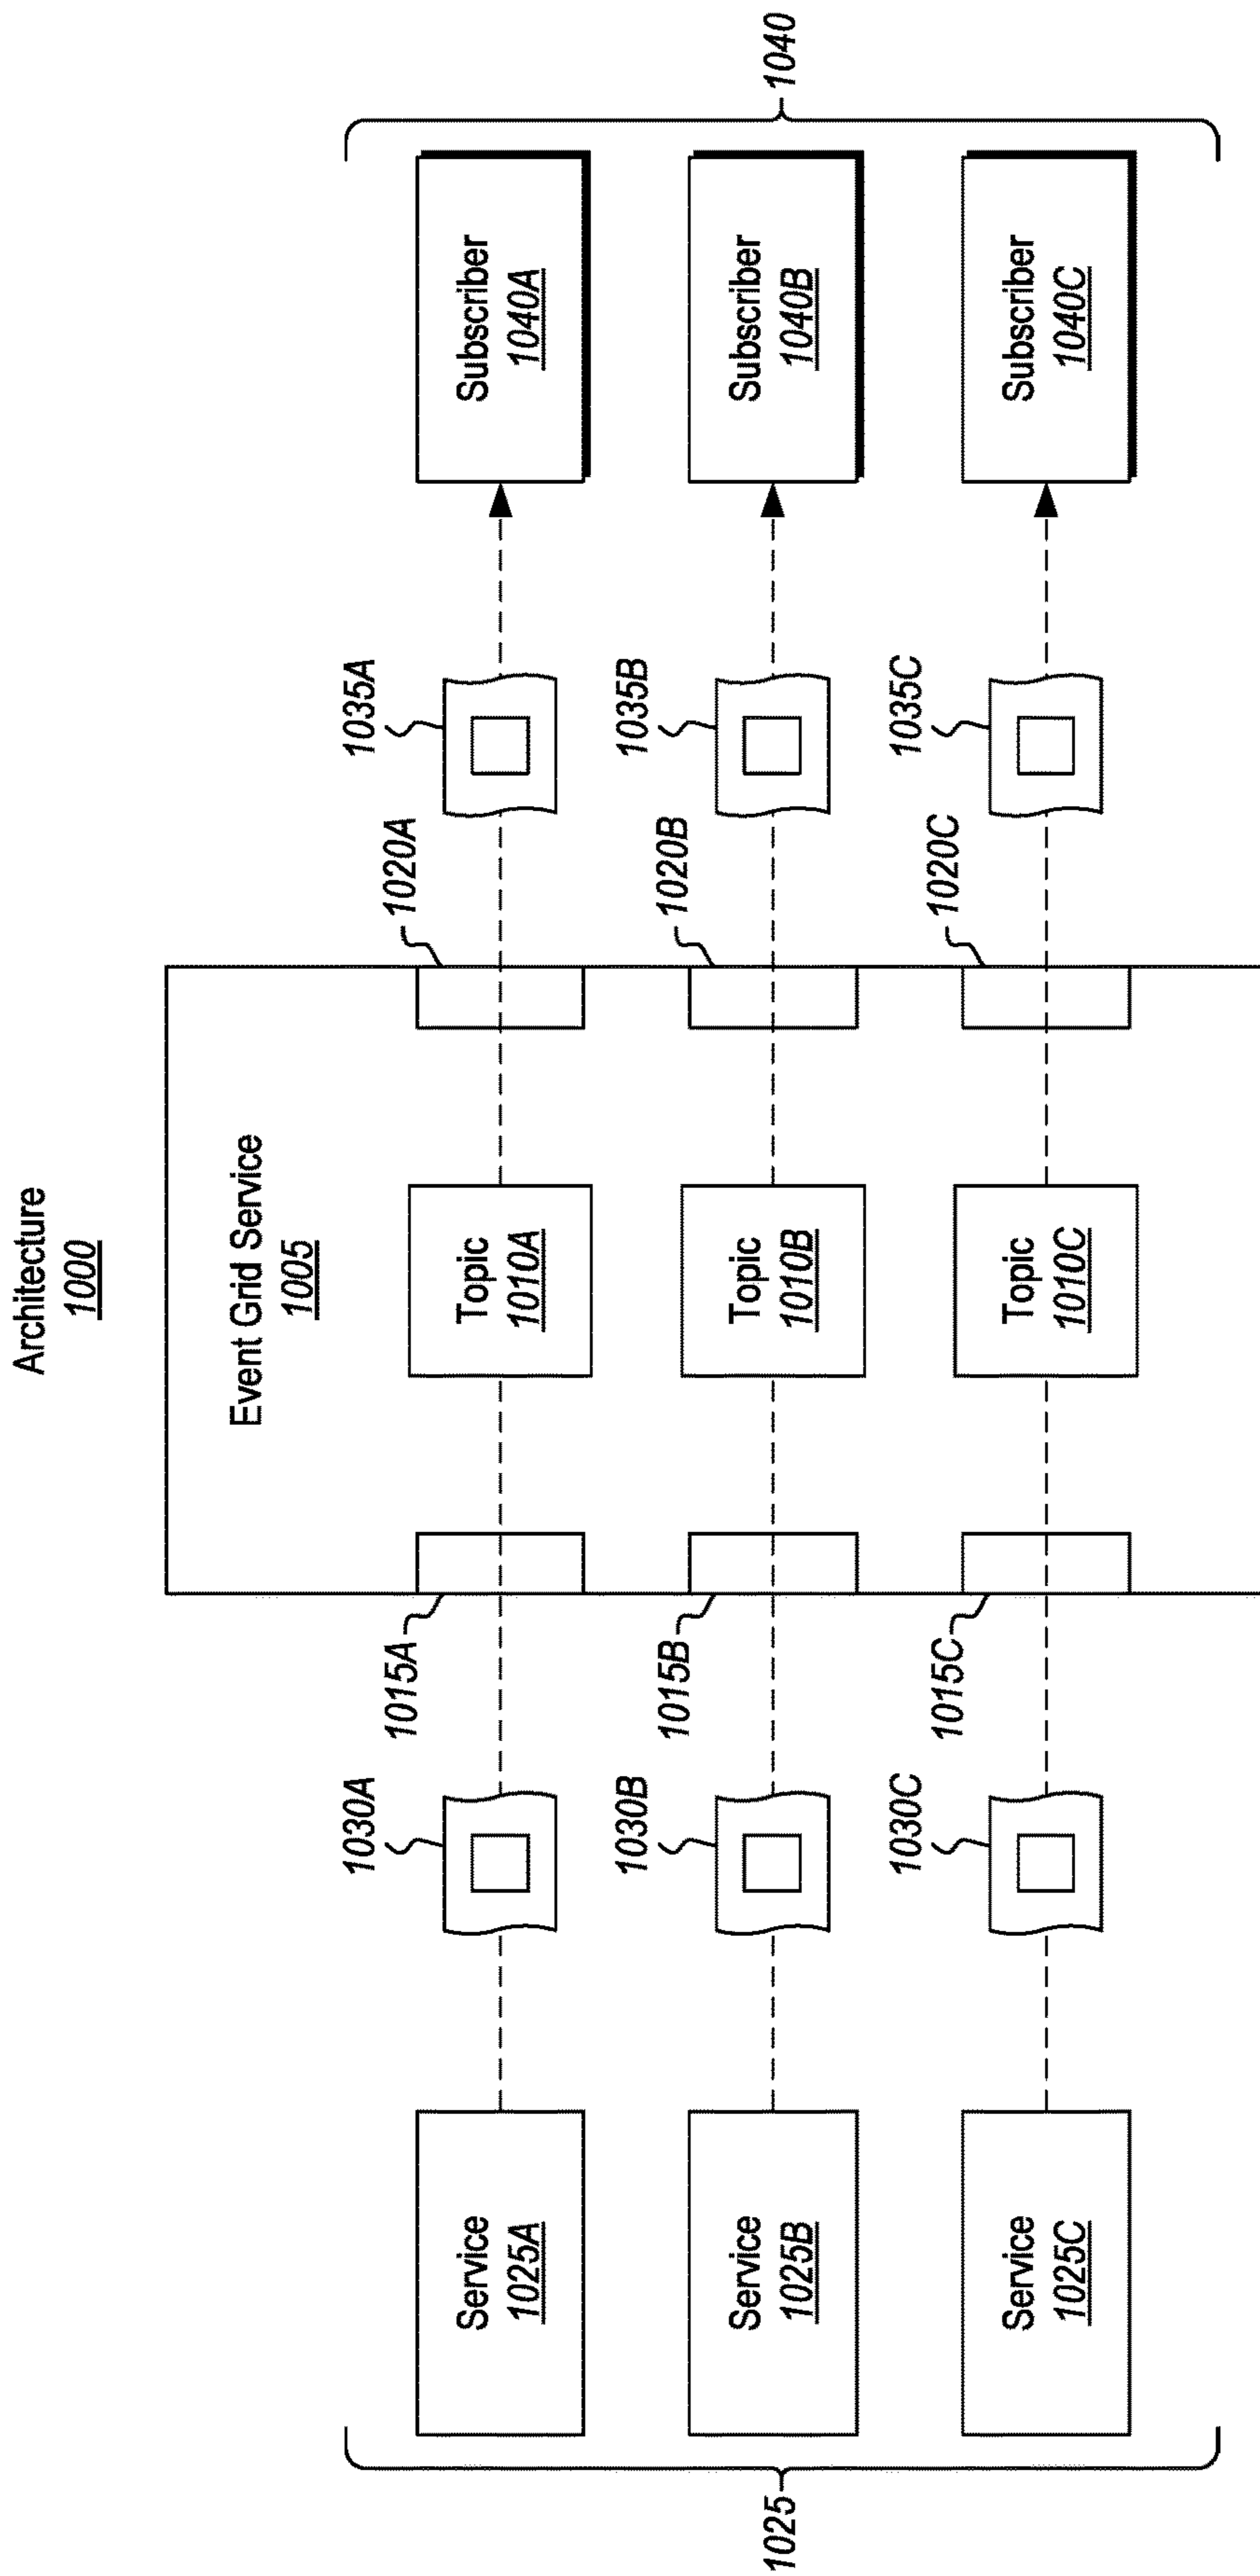 Architecture
1000
Event Grid Service
1005
1015A
1020A
1030A
1035A
Service
1025A
Topic
1010A
Subscriber
1040A
1015B
1020B
1030B
1035B
Service
1025B
Topic
1010B
Subscriber
1040B
1025
1040
1015C
1020C
1030C
1035C
Service
1025C
Topic
1010C
Subscriber
1040C